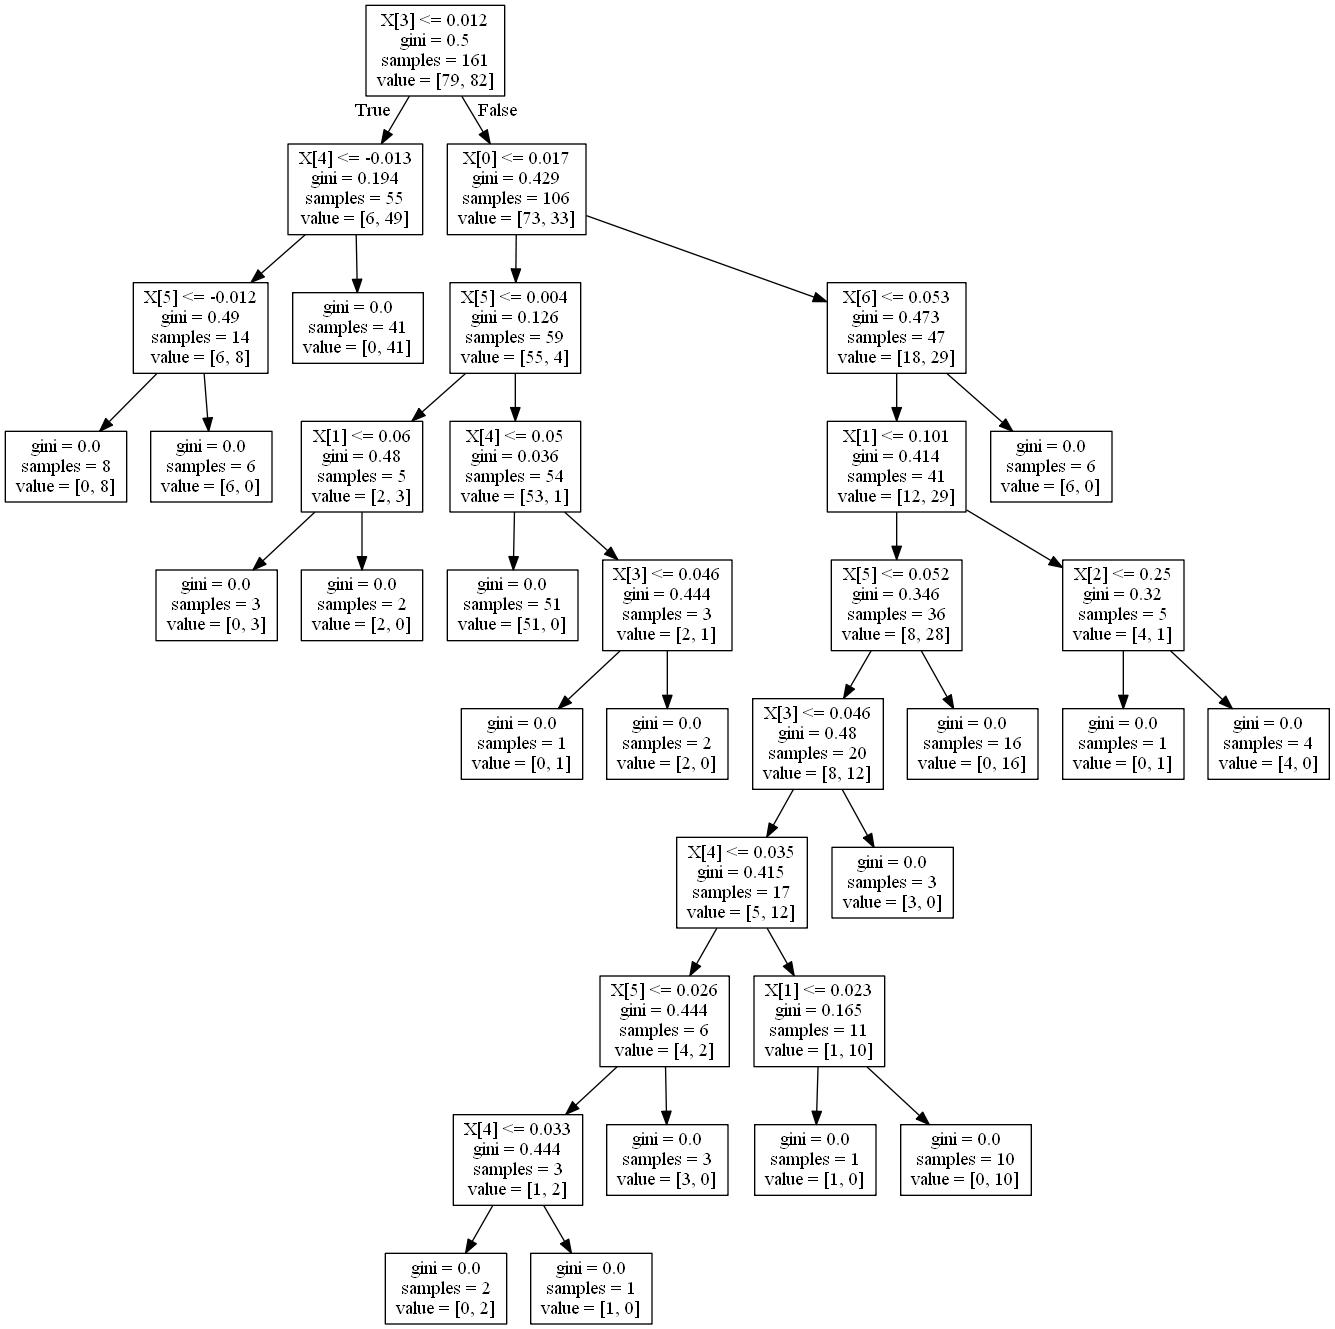 X[3] <= 0.012
gini = 0.5
samples = 161
value = [79, 82]
True
False
X[4] <= -0.013
gini = 0.194
samples = 55
value = [6, 49]
X[0] <= 0.017
gini = 0.429
samples = 106
value = [73, 33]
X[5] <= -0.012
gini = 0.49
samples = 14
value = [6, 8]
gini = 0.0
samples = 41
value = [0, 41]
X[5] <= 0.004
gini = 0.126
samples = 59
value = [55, 4]
X[6] <= 0.053
gini = 0.473
samples = 47
value = [18, 29]
gini = 0.0
samples = 8
value = [0, 8]
gini = 0.0
samples = 6
value = [6, 0]
X[1] <= 0.06
gini = 0.48
samples = 5
value = [2, 3]
X[4] <= 0.05
gini = 0.036
samples = 54
value = [53, 1]
X[1] <= 0.101
gini = 0.414
samples = 41
value = [12, 29]
gini = 0.0
samples = 6
value = [6, 0]
gini = 0.0
samples = 3
value = [0, 3]
gini = 0.0
samples = 2
value = [2, 0]
gini = 0.0
samples = 51
value = [51, 0]
X[3] <= 0.046
gini = 0.444
samples = 3
value = [2, 1]
X[5] <= 0.052
gini = 0.346
samples = 36
value = [8, 28]
X[2] <= 0.25
gini = 0.32
samples = 5
value = [4, 1]
gini = 0.0
samples = 1
value = [0, 1]
gini = 0.0
samples = 2
value = [2, 0]
X[3] <= 0.046
gini = 0.48
samples = 20
value = [8, 12]
gini = 0.0
samples = 16
value = [0, 16]
gini = 0.0
samples = 1
value = [0, 1]
gini = 0.0
samples = 4
value = [4, 0]
X[4] <= 0.035
gini = 0.415
samples = 17
value = [5, 12]
gini = 0.0
samples = 3
value = [3, 0]
X[5] <= 0.026
gini = 0.444
samples = 6
value = [4, 2]
X[1] <= 0.023
gini = 0.165
samples = 11
value = [1, 10]
X[4] <= 0.033
gini = 0.444
samples = 3
value = [1, 2]
gini = 0.0
samples = 3
value = [3, 0]
gini = 0.0
samples = 1
value = [1, 0]
gini = 0.0
samples = 10
value = [0, 10]
gini = 0.0
samples = 2
value = [0, 2]
gini = 0.0
samples = 1
value = [1, 0]